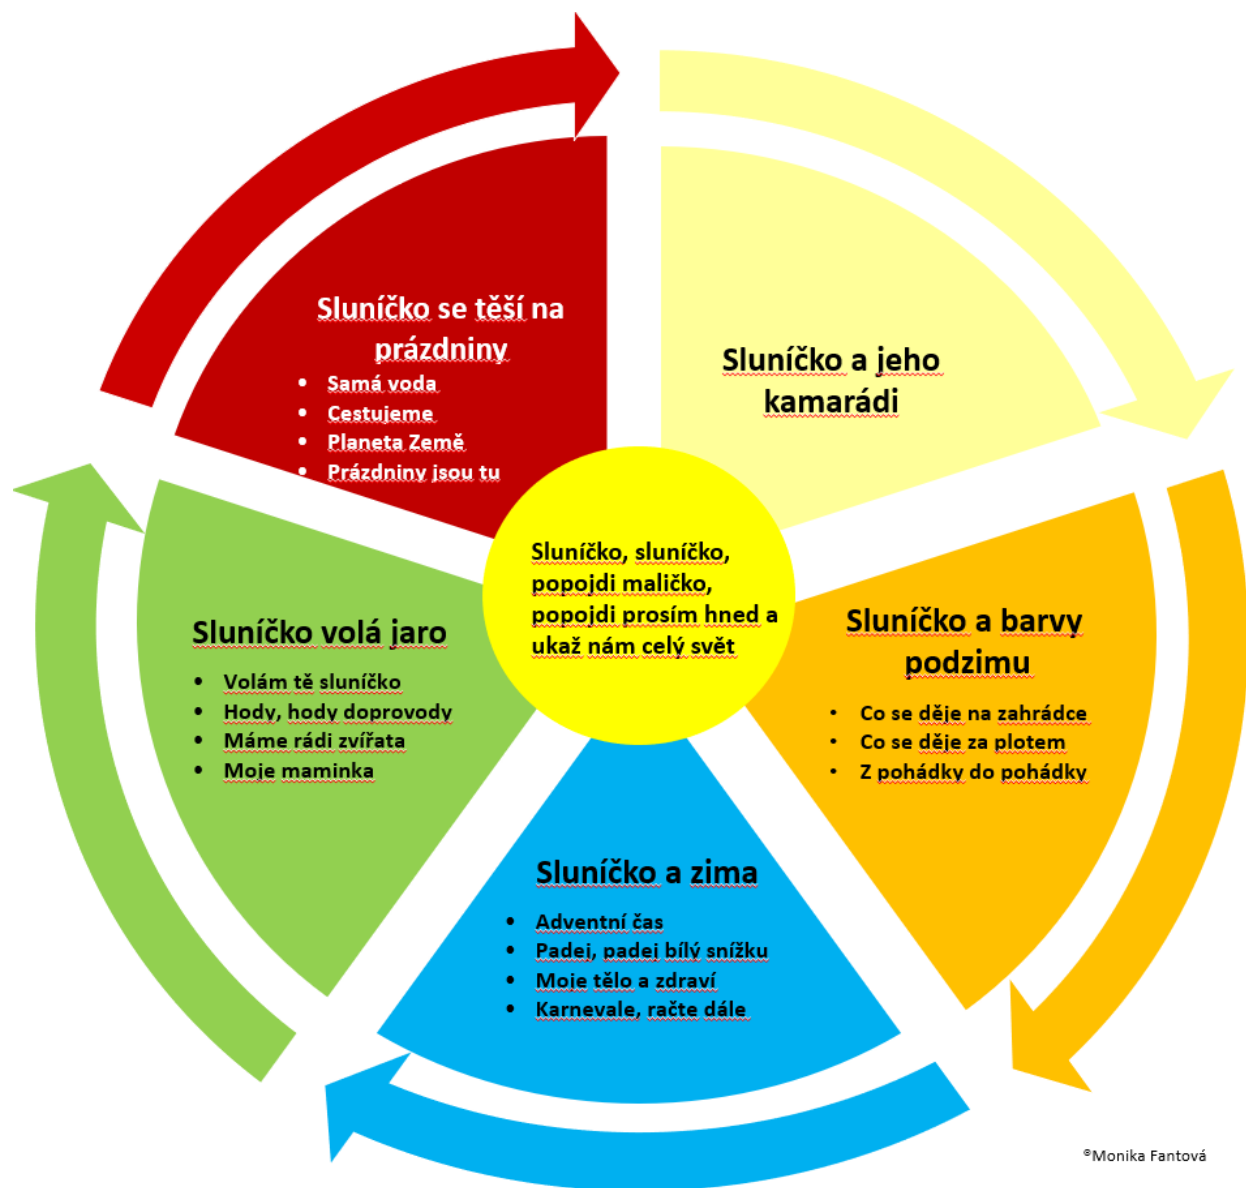 Sluníčko se těší na
prázdniny
• Samá voda
• Cestujeme
• Planeta Země
• Prázdniny jsou tu
Sluníčko a jeho
kamarádi
Sluníčko, sluníčko,
popojdi maličko,
popojdi prosím hned a
ukaž nám celý svět
Sluníčko a barvy
podzimu
• Co se děje na zahrádce
• Co se děje za plotem
• Z pohádky do pohádky
Sluníčko volá jaro
• Volám tě sluníčko
• Hody, hody doprovody
• Máme rádi zvířata
• Moje maminka
Sluníčko a zima
• Adventní čas
• Padej, padej bílý snížku
• Moje tělo a zdraví
• Karnevale, račte dále
®Monika Fantová